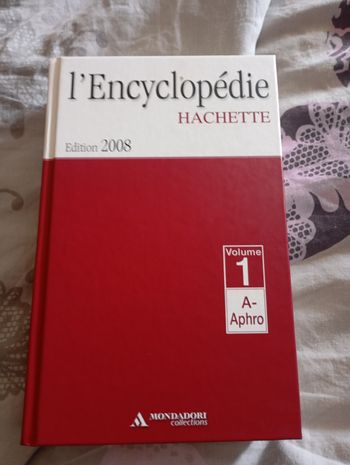 l'Encyclopédie
HACHETTE
Edition 2008
Volume
1
A-
Aphro
MONDADORI
collections